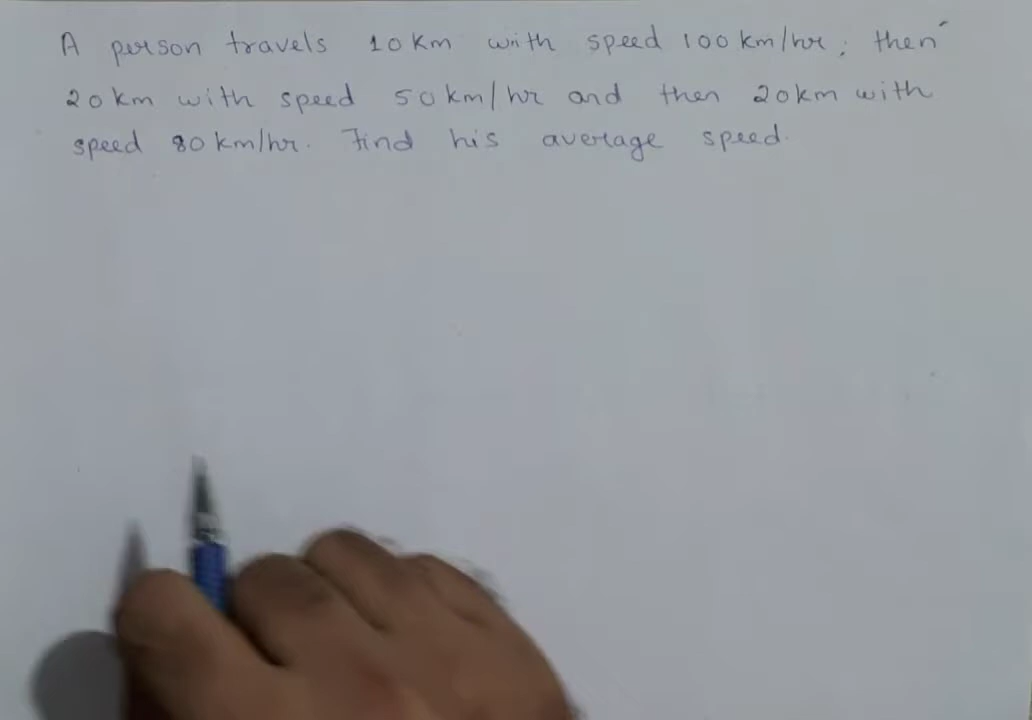 A person travels 10 km with speed 100 km/hr, then
20 km with speed 50 km/hr and then 20 km with
speed 80 km/hr. Find his average speed.